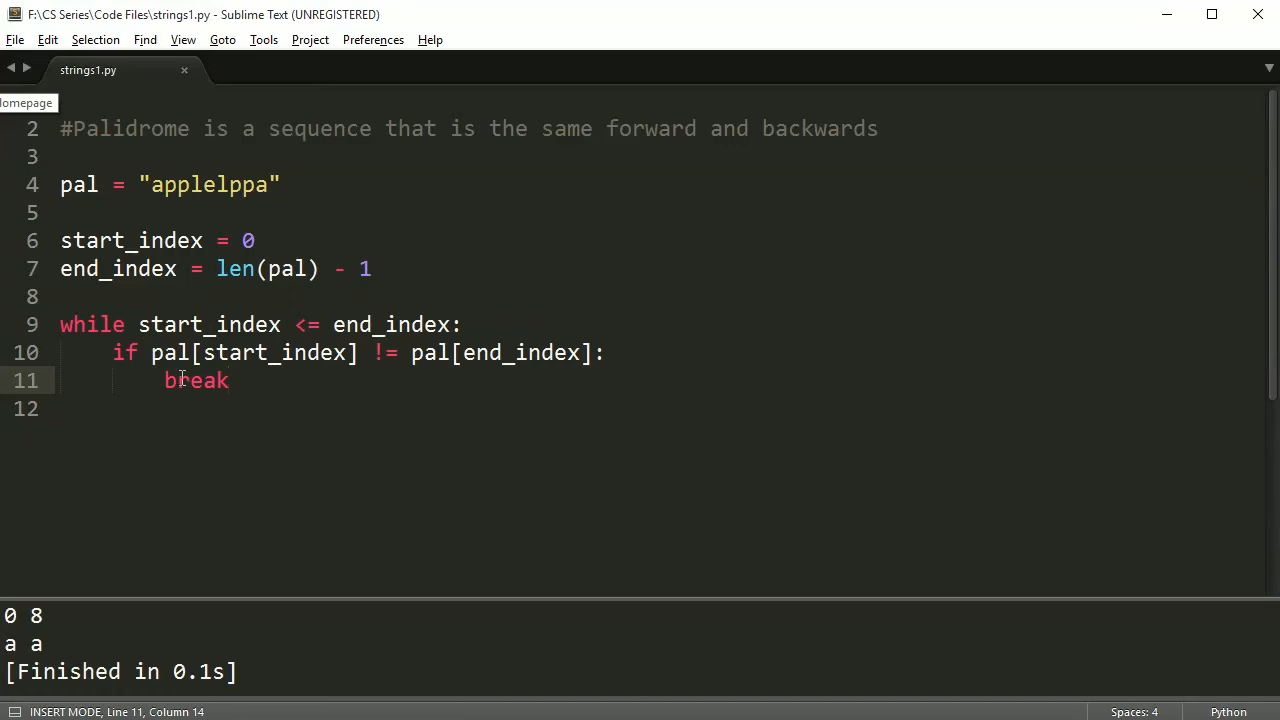 F:\CS Series\Code Files\strings1.py - Sublime Text (UNREGISTERED)
File Edit Selection Find View Goto Tools Project Preferences Help
strings1.py
omepage
2 #Palidrome is a sequence that is the same forward and backwards
3
4 pal = "applelppa"
5
6 start_index = 0
7 end_index = len(pal) - 1
8
9 while start_index <= end_index:
10 if pal[start_index] != pal[end_index]:
11 break
12
0 8
a a
[Finished in 0.1s]
INSERT MODE, Line 11, Column 14 Spaces: 4 Python